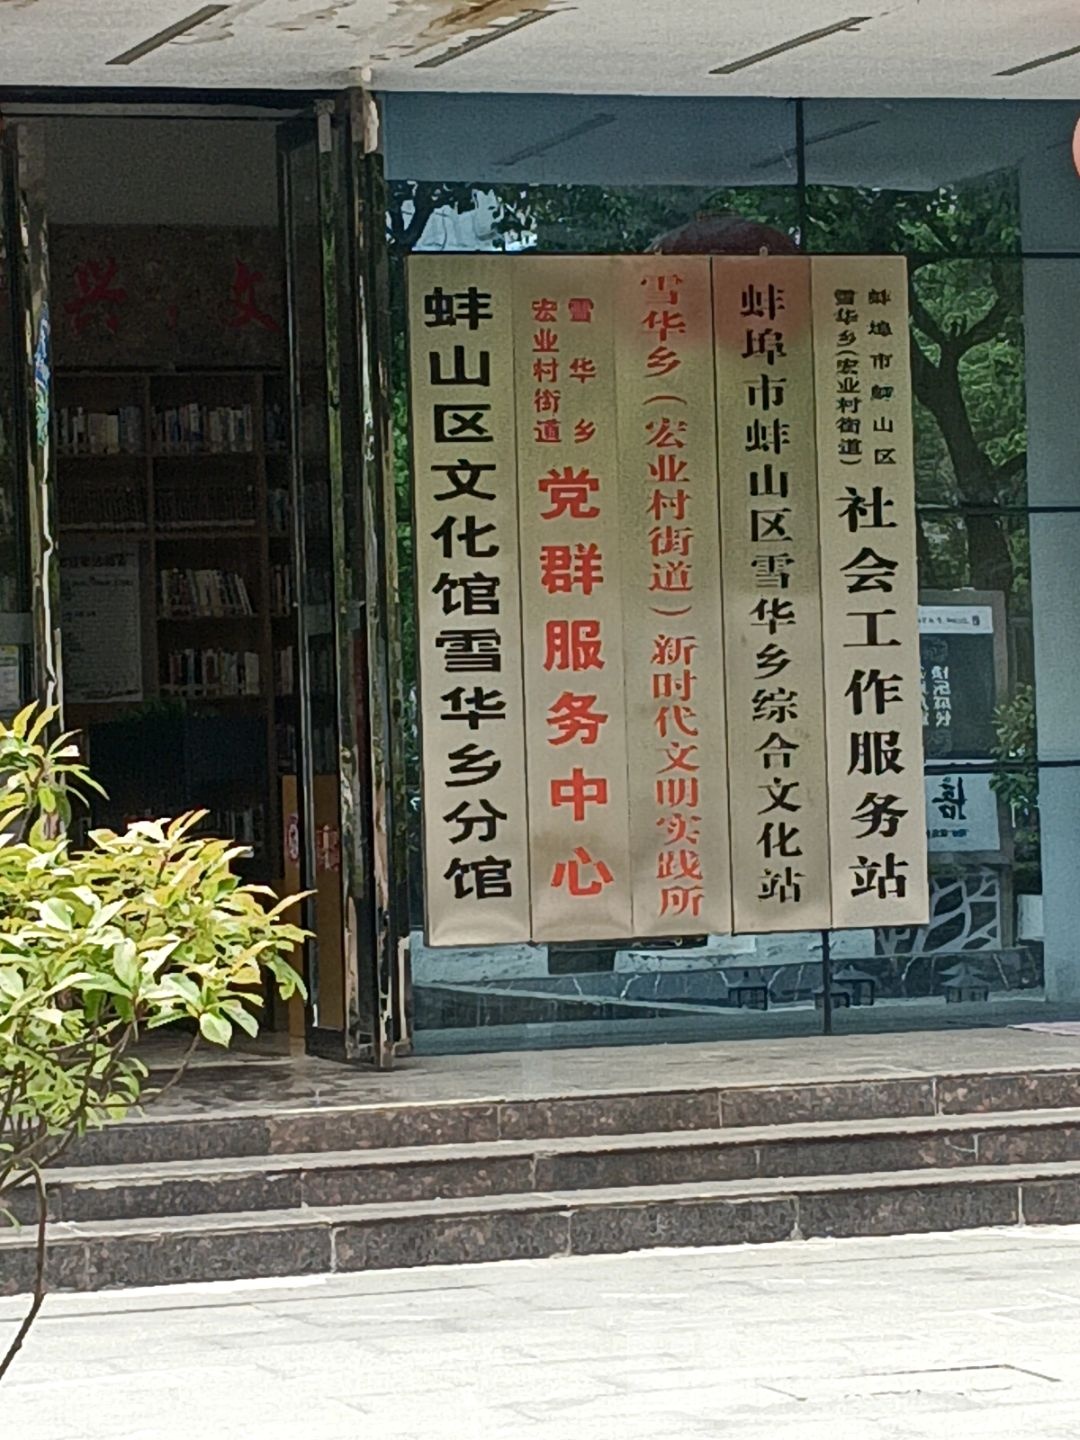 蚌山区文化馆雪华乡分馆
雪华乡
宏业村街道
党群服务中心
雪华乡（宏业村街道）新时代文明实践所
蚌埠市蚌山区雪华乡综合文化站
蚌埠市蚌山区
雪华乡(宏业村街道)
社会工作服务站
兴 文